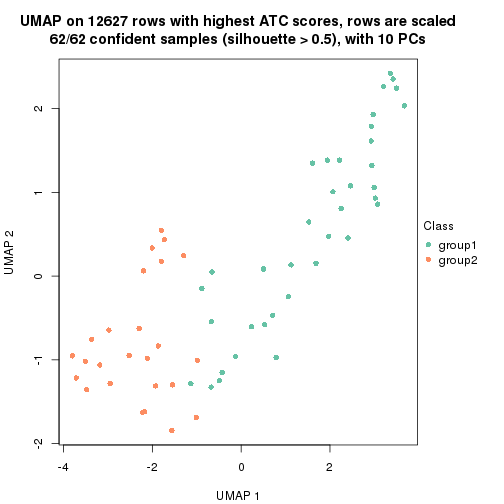 UMAP on 12627 rows with highest ATC scores, rows are scaled
62/62 confident samples (silhouette > 0.5), with 10 PCs
2
1
0
-1
-2
UMAP 2
-4
-2
0
2
UMAP 1
Class
group1
group2